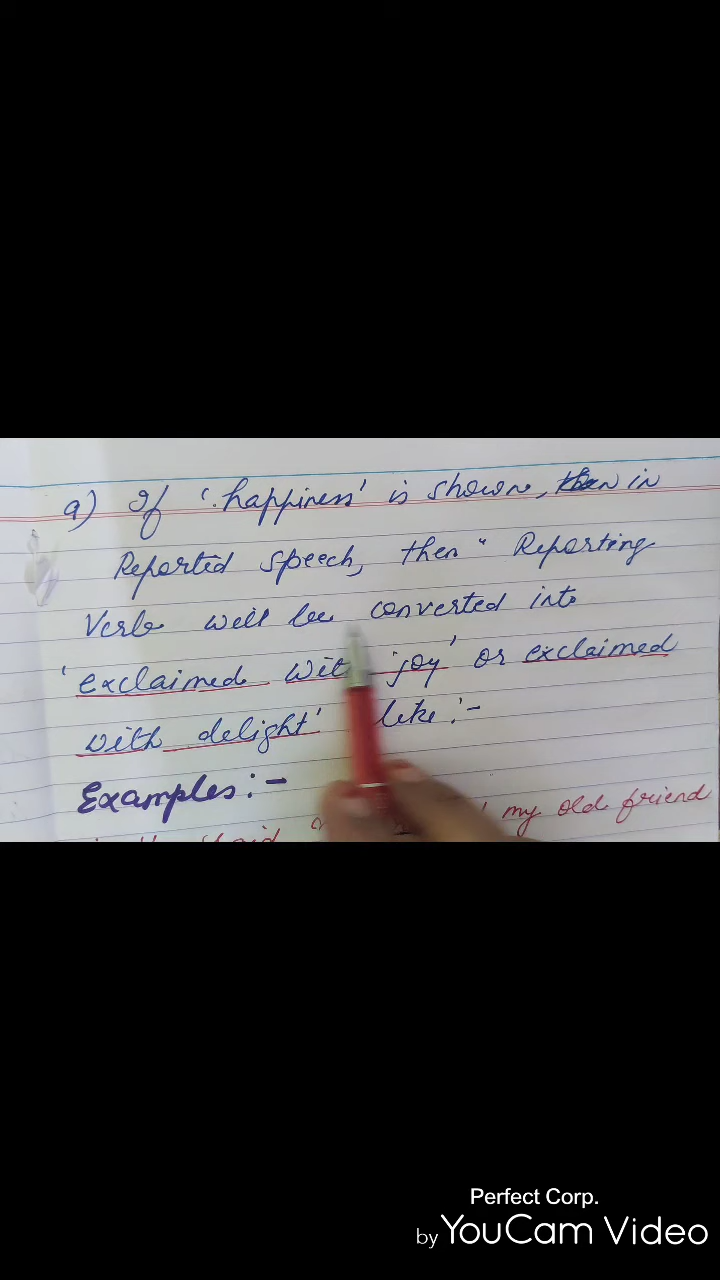 a) If 'happiness' is shown, in
Reported speech, then " Reporting
Verb will be converted into
'exclaimed with joy' or exclaimed
with delight' like :-
Examples :-
my old friend
Perfect Corp.
by YouCam Video